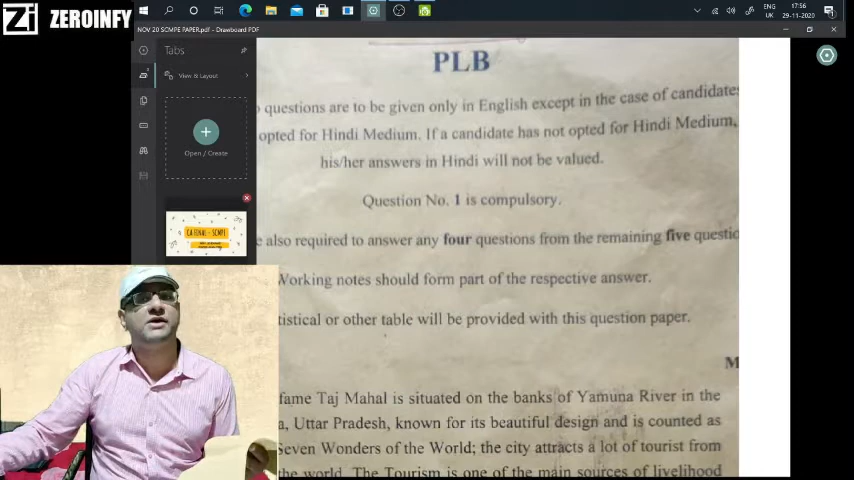 Zi ZEROINFY
ENG
UK
17:56
29-11-2020
NOV 20 SCMPE PAPER.pdf - Drawboard PDF
Tabs
View & Layout
Open / Create
CA FINAL - SCMPE
PLB
questions are to be given only in English except in the case of candidates
opted for Hindi Medium. If a candidate has not opted for Hindi Medium,
his/her answers in Hindi will not be valued.
Question No. 1 is compulsory.
also required to answer any four questions from the remaining five questio
Working notes should form part of the respective answer.
tistical or other table will be provided with this question paper.
M
fame Taj Mahal is situated on the banks of Yamuna River in the
a, Uttar Pradesh, known for its beautiful design and is counted as
Seven Wonders of the World; the city attracts a lot of tourist from
the world. The Tourism is one of the main sources of livelihood